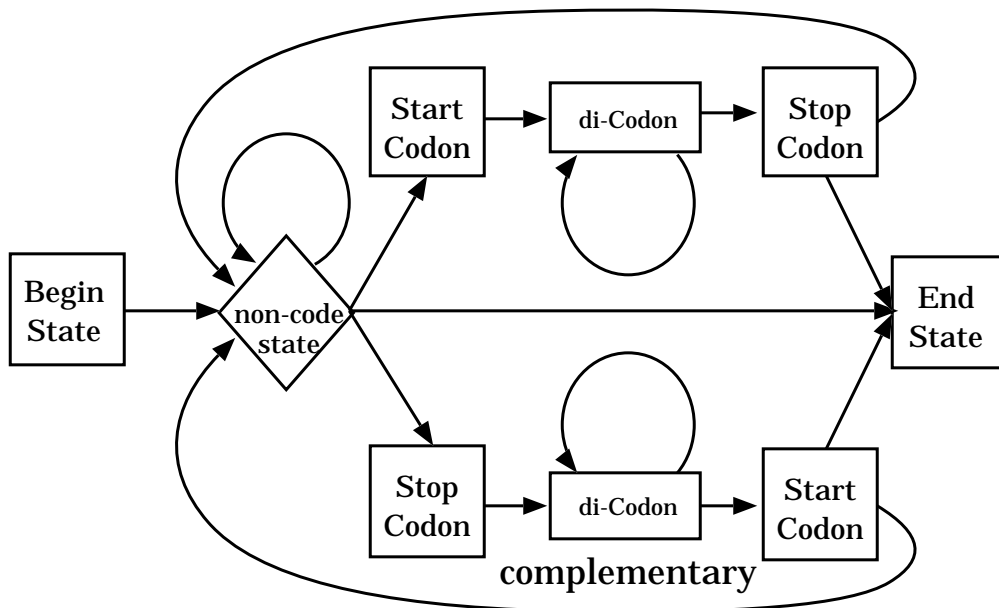 Start
Codon
di-Codon
Stop
Codon
Begin
State
non-code
state
End
State
Stop
Codon
di-Codon
Start
Codon
complementary